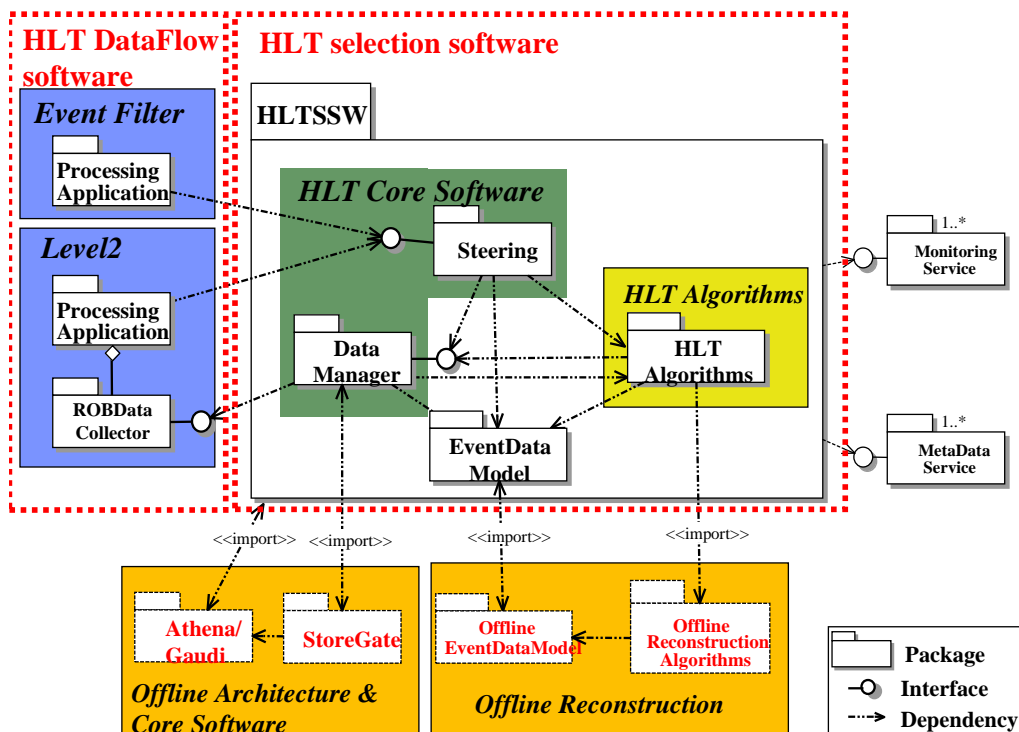 HLT DataFlow
software
HLT selection software
Event Filter
Processing
Application
Level2
Processing
Application
ROBData
Collector
HLTSSW
HLT Core Software
Steering
Data
Manager
HLT Algorithms
HLT
Algorithms
EventData
Model
1..*
Monitoring
Service
1..*
MetaData
Service
<<import>>
<<import>>
<<import>>
<<import>>
Athena/
Gaudi
StoreGate
Offline Architecture &
Core Software
Offline
EventDataModel
Offline
Reconstruction
Algorithms
Offline Reconstruction
Package
Interface
Dependency